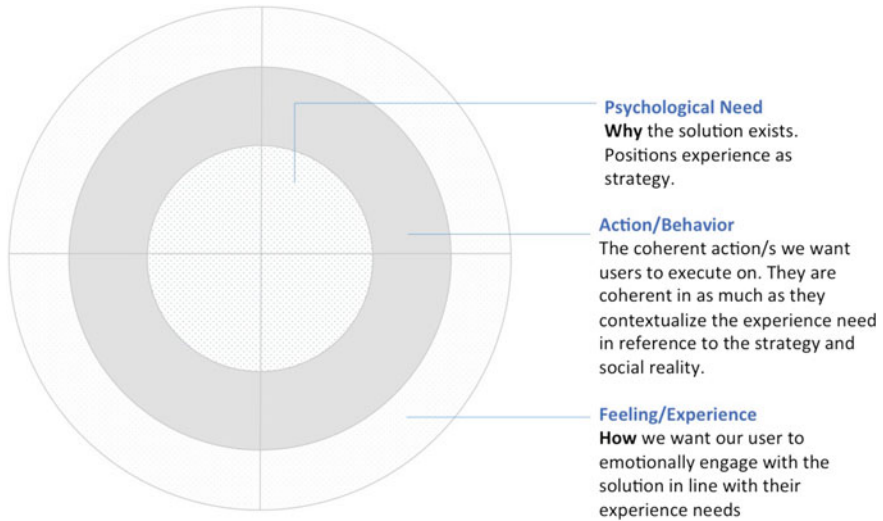 Psychological Need
Why the solution exists.
Positions experience as
strategy.
Action/Behavior
The coherent action/s we want
users to execute on. They are
coherent in as much as they
contextualize the experience need
in reference to the strategy and
social reality.
Feeling/Experience
How we want our user to
emotionally engage with the
solution in line with their
experience needs